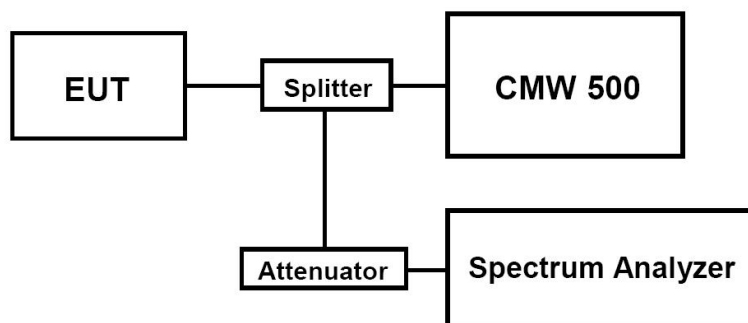 EUT
Splitter
CMW 500
Attenuator
Spectrum Analyzer